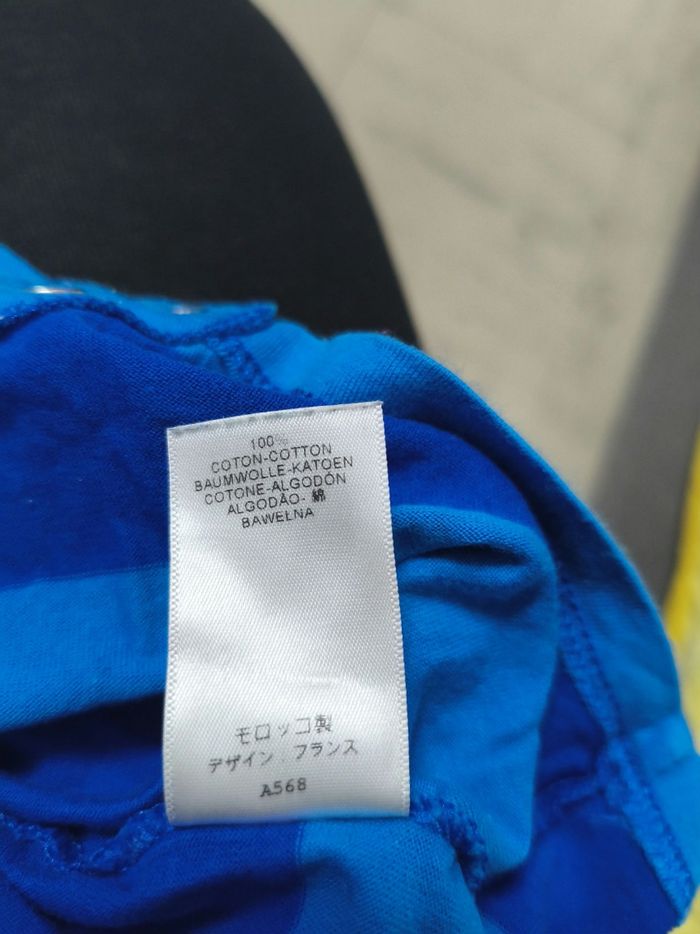 100%
COTON-COTTON
BAUMWOLLE-KATOEN
COTONE-ALGODÓN
ALGODÃO- 綿
BAWEŁNA
モロッコ製
デザイン:フランス
A568